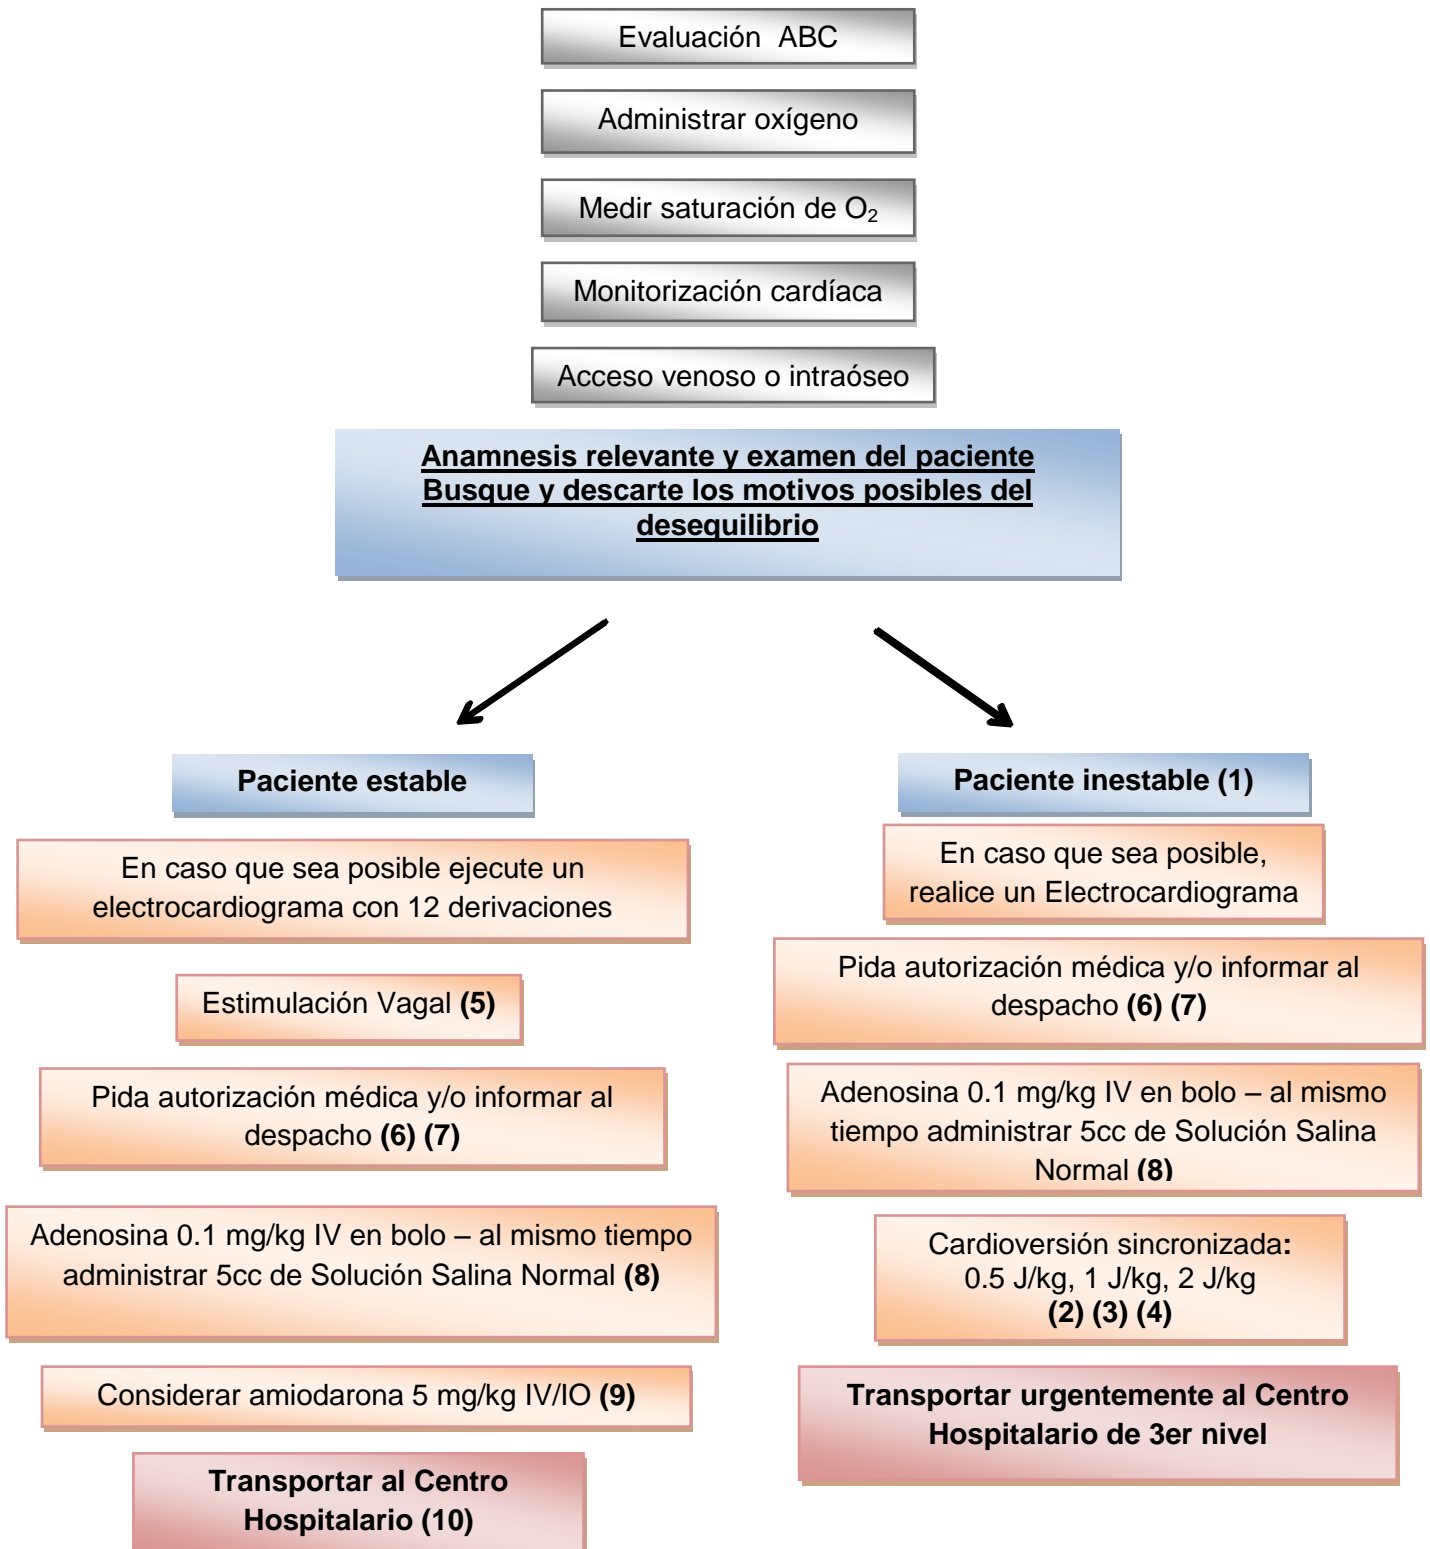 Evaluación ABC
Administrar oxígeno
Medir saturación de O₂
Monitorización cardíaca
Acceso venoso o intraóseo
Anamnesis relevante y examen del paciente
Busque y descarte los motivos posibles del
desequilibrio
Paciente estable
En caso que sea posible ejecute un
electrocardiograma con 12 derivaciones
Estimulación Vagal (5)
Pida autorización médica y/o informar al
despacho (6) (7)
Adenosina 0.1 mg/kg IV en bolo – al mismo tiempo
administrar 5cc de Solución Salina Normal (8)
Considerar amiodarona 5 mg/kg IV/IO (9)
Transportar al Centro
Hospitalario (10)
Paciente inestable (1)
En caso que sea posible,
realice un Electrocardiograma
Pida autorización médica y/o informar al
despacho (6) (7)
Adenosina 0.1 mg/kg IV en bolo – al mismo
tiempo administrar 5cc de Solución Salina
Normal (8)
Cardioversión sincronizada:
0.5 J/kg, 1 J/kg, 2 J/kg
(2) (3) (4)
Transportar urgentemente al Centro
Hospitalario de 3er nivel